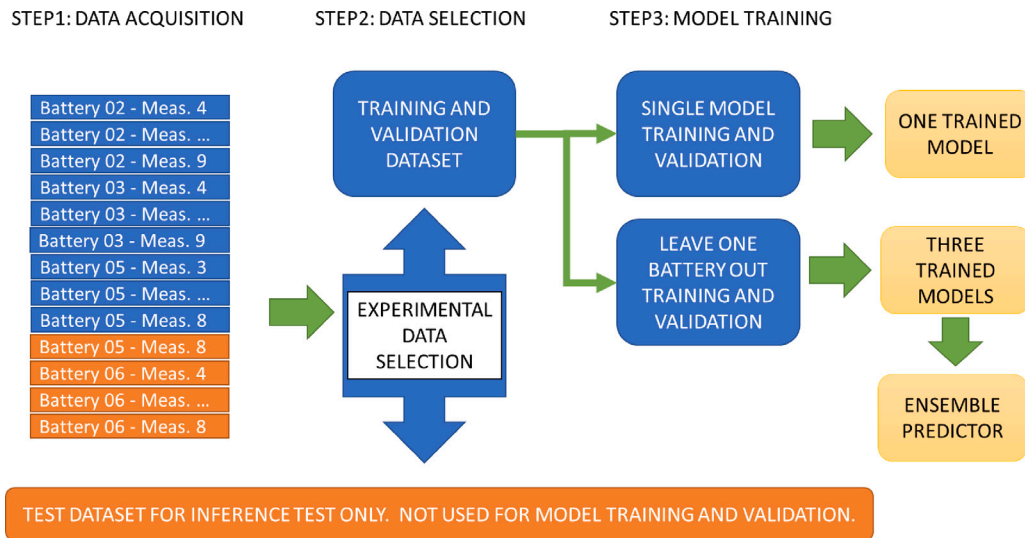 STEP1: DATA ACQUISITION
STEP2: DATA SELECTION
STEP3: MODEL TRAINING
Battery 02 - Meas. 4
Battery 02 - Meas. ...
Battery 02 - Meas. 9
Battery 03 - Meas. 4
Battery 03 - Meas. ...
Battery 03 - Meas. 9
Battery 05 - Meas. 3
Battery 05 - Meas. ...
Battery 05 - Meas. 8
Battery 05 - Meas. 8
Battery 06 - Meas. 4
Battery 06 - Meas. ...
Battery 06 - Meas. 8
TRAINING AND
VALIDATION
DATASET
EXPERIMENTAL
DATA
SELECTION
SINGLE MODEL
TRAINING AND
VALIDATION
ONE TRAINED
MODEL
LEAVE ONE
BATTERY OUT
TRAINING AND
VALIDATION
THREE
TRAINED
MODELS
ENSEMBLE
PREDICTOR
TEST DATASET FOR INFERENCE TEST ONLY. NOT USED FOR MODEL TRAINING AND VALIDATION.